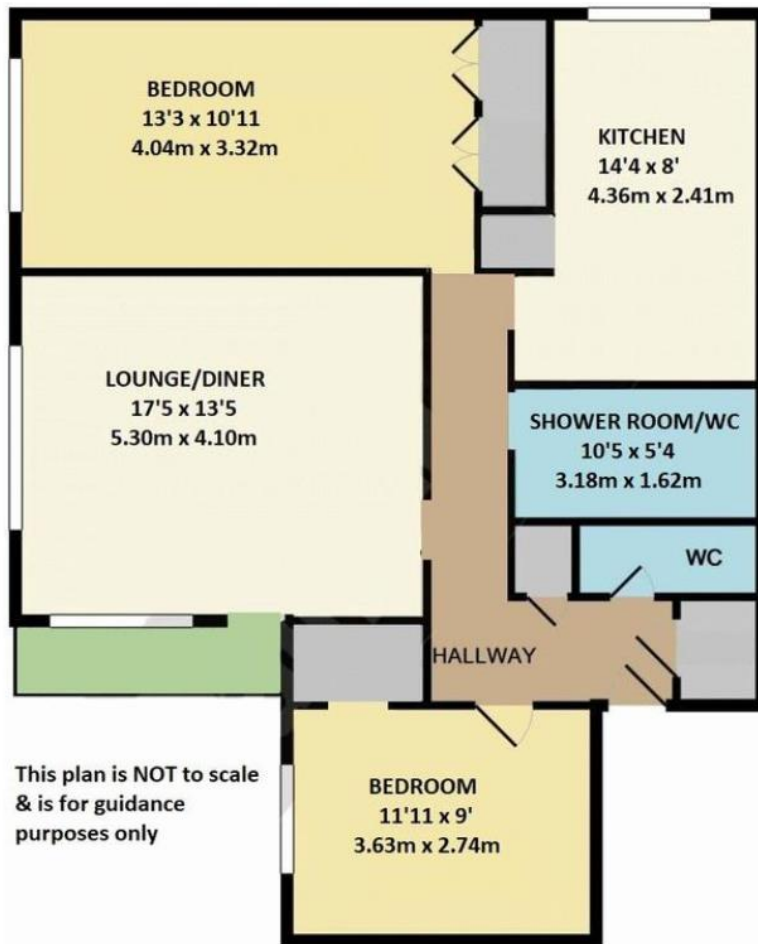 BEDROOM
13'3 x 10'11
4.04m x 3.32m
KITCHEN
14'4 x 8'
4.36m x 2.41m
LOUNGE/DINER
17'5 x 13'5
5.30m x 4.10m
SHOWER ROOM/WC
10'5 x 5'4
3.18m x 1.62m
WC
HALLWAY
BEDROOM
11'11 x 9'
3.63m x 2.74m
This plan is NOT to scale
& is for guidance
purposes only